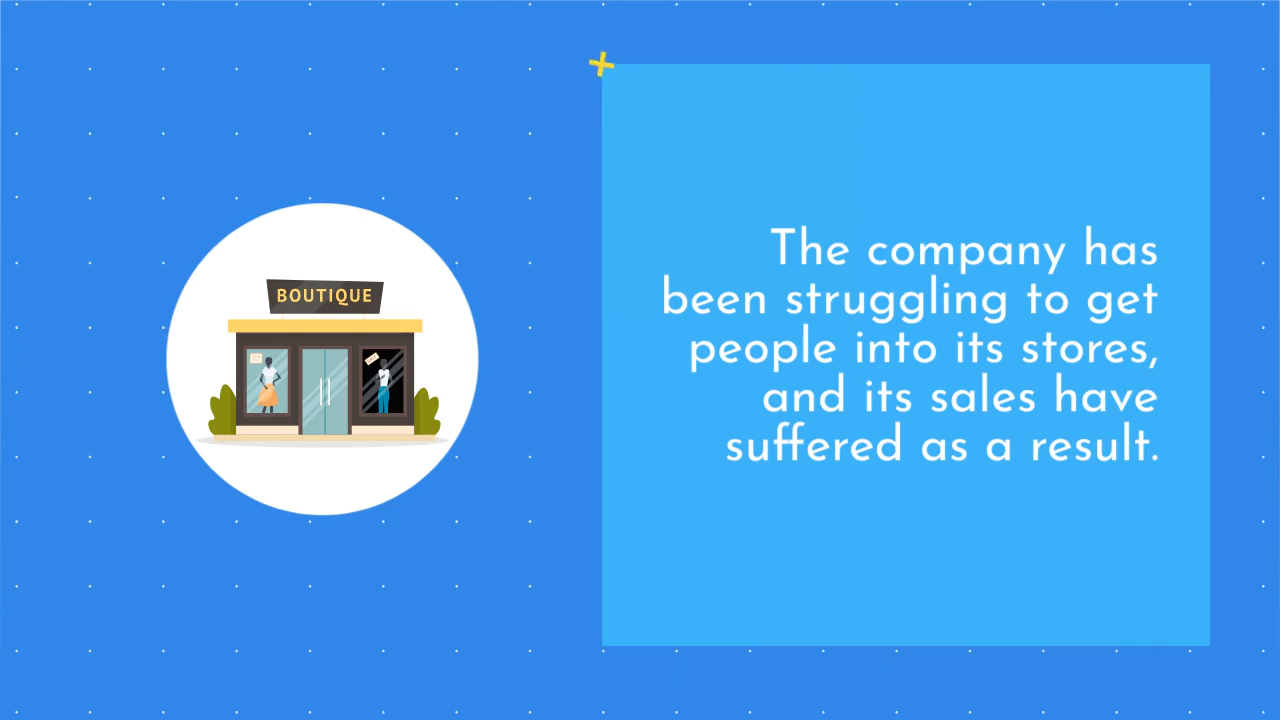 BOUTIQUE
The company has
been struggling to get
people into its stores,
and its sales have
suffered as a result.